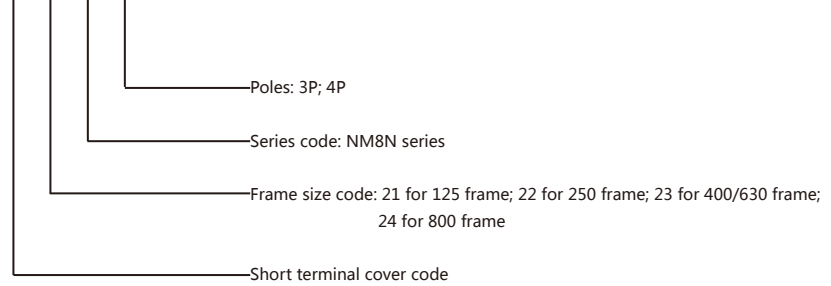 Poles: 3P; 4P
Series code: NM8N series
Frame size code: 21 for 125 frame; 22 for 250 frame; 23 for 400/630 frame;
24 for 800 frame
Short terminal cover code